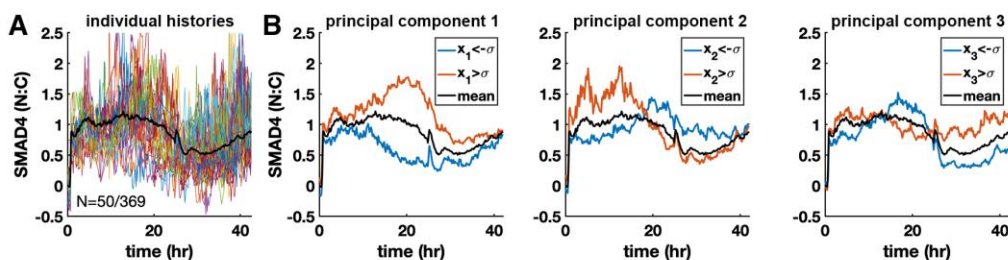 A
individual histories
SMAD4 (N:C)
2.5
2
1.5
1
0.5
0
-0.5
N=50/369
0 20 40
time (hr)
B
principal component 1
SMAD4 (N:C)
2.5
2
1.5
1
0.5
0
-0.5
x1<-σ
x1>σ
mean
0 20 40
time (hr)
principal component 2
2.5
2
1.5
1
0.5
0
-0.5
x2<-σ
x2>σ
mean
0 20 40
time (hr)
principal component 3
2.5
2
1.5
1
0.5
0
-0.5
x3<-σ
x3>σ
mean
0 20 40
time (hr)